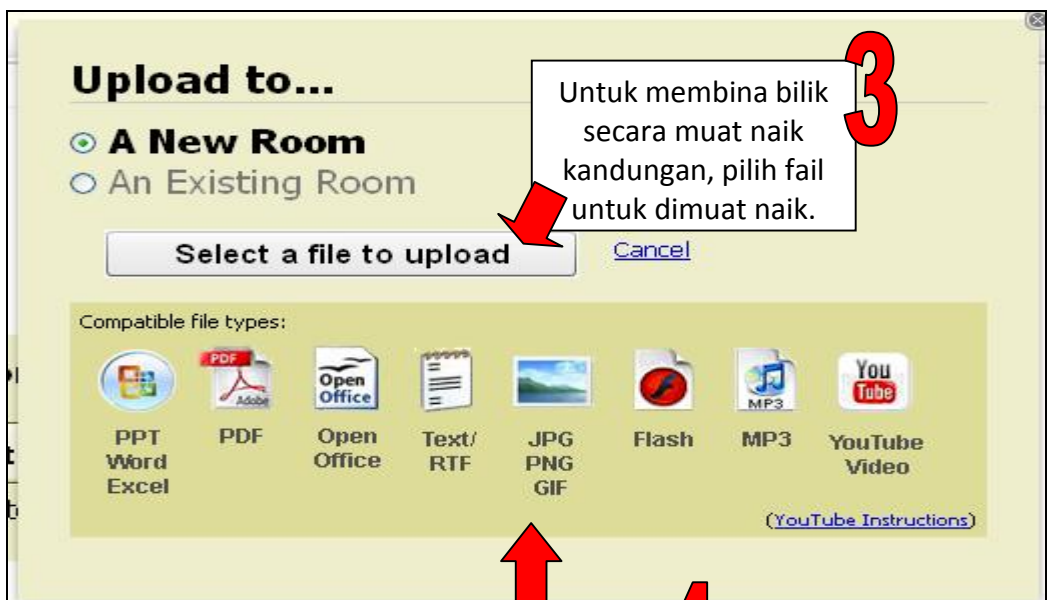 Upload to...
3
Untuk membina bilik
secara muat naik
kandungan, pilih fail
untuk dimuat naik.
A New Room
An Existing Room
Select a file to upload
Cancel
Compatible file types:
PDF
Adobe
Open
Office
MP3
You
Tube
PPT
Word
Excel
PDF
Open
Office
Text/
RTF
JPG
PNG
GIF
Flash
MP3
YouTube
Video
(YouTube Instructions)